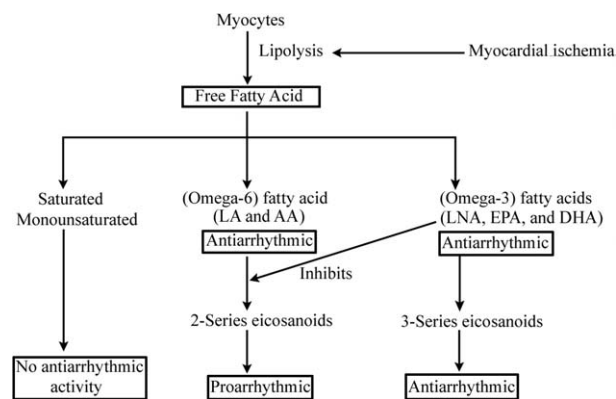 Myocytes
Lipolysis
Myocardial ischemia
Free Fatty Acid
Saturated
Monounsaturated
(Omega-6) fatty acid
(LA and AA)
Antiarrhythmic
(Omega-3) fatty acids
(LNA, EPA, and DHA)
Antiarrhythmic
Inhibits
2-Series eicosanoids
3-Series eicosanoids
No antiarrhythmic
activity
Proarrhythmic
Antiarrhythmic